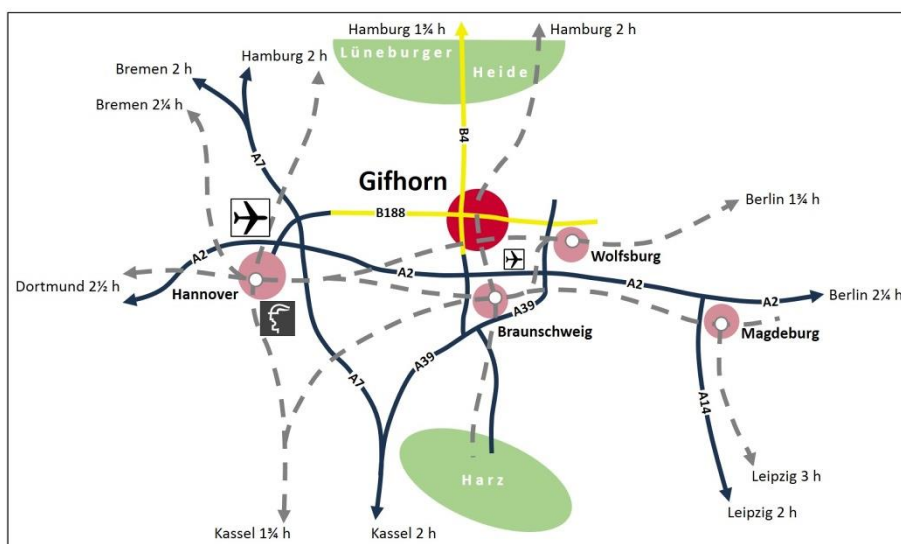 Hamburg 1¾ h
Hamburg 2 h
Lüneburger
Heide
Hamburg 2 h
Bremen 2 h
Bremen 2¼ h
A7
B4
Gifhorn
B188
Berlin 1¾ h
Wolfsburg
A2
A2
A2
A2
Dortmund 2½ h
Hannover
Berlin 2¼ h
A39
Braunschweig
Magdeburg
A39
A7
A14
Harz
Leipzig 3 h
Leipzig 2 h
Kassel 1¾ h
Kassel 2 h